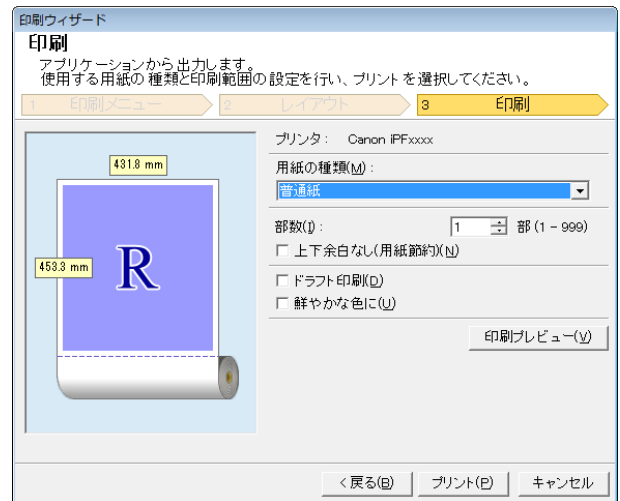 印刷ウィザード
印刷
アプリケーションから出力します。
使用する用紙の種類と印刷範囲の設定を行い、プリントを選択してください。
1 印刷メニュー 2 レイアウト 3 印刷
プリンタ： Canon iPFxxxx
431.8 mm
用紙の種類(M)：
普通紙
部数(I)： 1 部 (1 - 999)
上下余白なし(用紙節約)(N)
453.3 mm
R
ドラフト印刷(D)
鮮やかな色に(U)
印刷プレビュー(V)
< 戻る(B) プリント(P) キャンセル